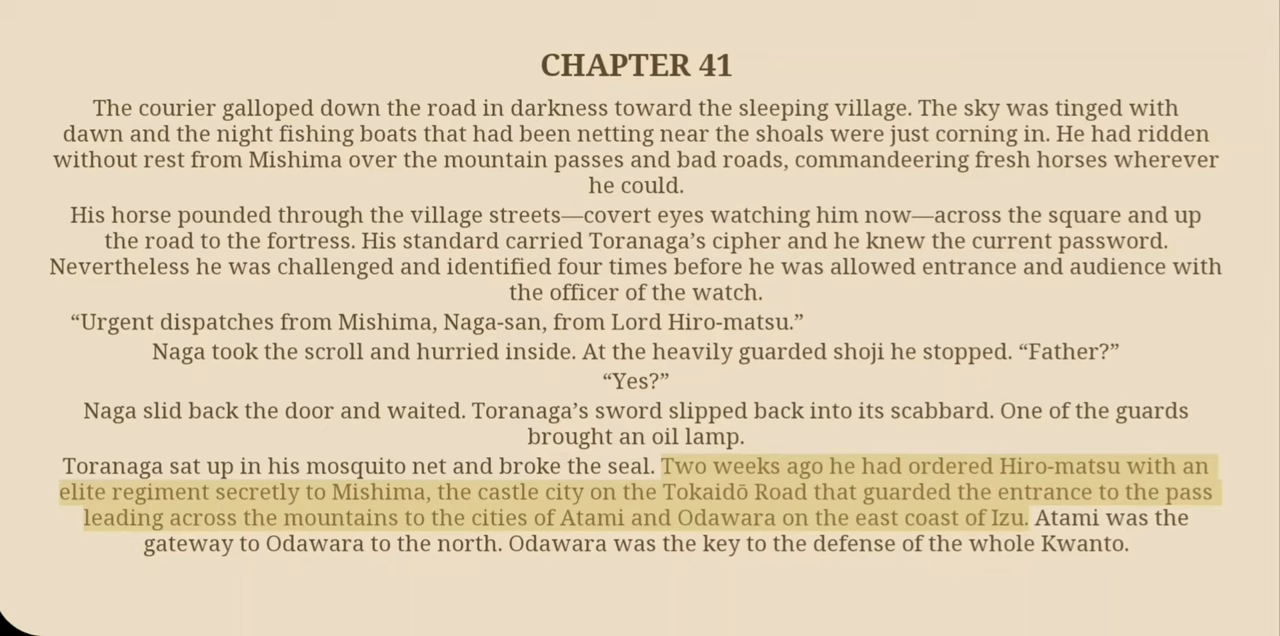 CHAPTER 41
The courier galloped down the road in darkness toward the sleeping village. The sky was tinged with
dawn and the night fishing boats that had been netting near the shoals were just corning in. He had ridden
without rest from Mishima over the mountain passes and bad roads, commandeering fresh horses wherever
he could.
His horse pounded through the village streets—covert eyes watching him now—across the square and up
the road to the fortress. His standard carried Toranaga’s cipher and he knew the current password.
Nevertheless he was challenged and identified four times before he was allowed entrance and audience with
the officer of the watch.
“Urgent dispatches from Mishima, Naga-san, from Lord Hiro-matsu.”
Naga took the scroll and hurried inside. At the heavily guarded shoji he stopped. “Father?”
“Yes?”
Naga slid back the door and waited. Toranaga’s sword slipped back into its scabbard. One of the guards
brought an oil lamp.
Toranaga sat up in his mosquito net and broke the seal. Two weeks ago he had ordered Hiro-matsu with an
elite regiment secretly to Mishima, the castle city on the Tokaidō Road that guarded the entrance to the pass
leading across the mountains to the cities of Atami and Odawara on the east coast of Izu. Atami was the
gateway to Odawara to the north. Odawara was the key to the defense of the whole Kwanto.